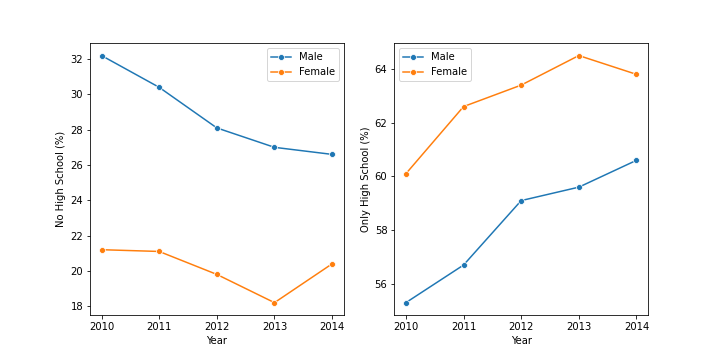 No High School (%)
32
30
28
26
24
22
20
18
Male
Female
2010 2011 2012 2013 2014
Year
Only High School (%)
64
62
60
58
56
Male
Female
2010 2011 2012 2013 2014
Year